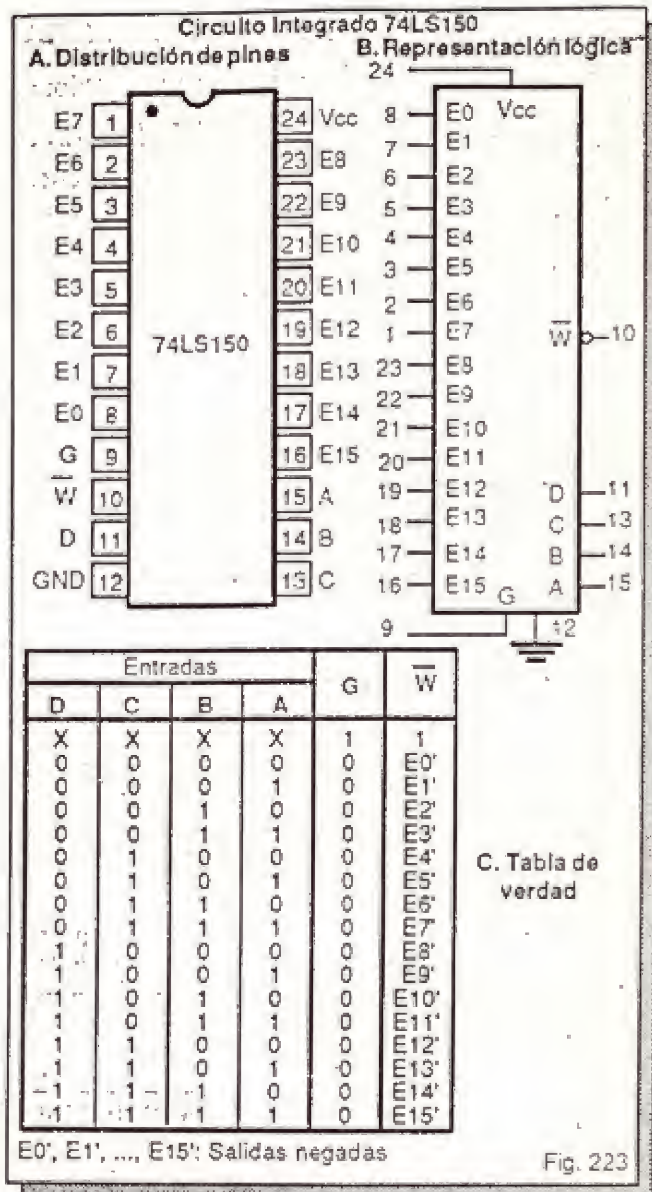 Circuito Integrado 74LS150
A. Distribución de pines
B. Representación lógica
E7 1
E6 2
E5 3
E4 4
E3 5
E2 6
E1 7
E0 8
G 9
W 10
D 11
GND 12
74LS150
24 Vcc
23 E8
22 E9
21 E10
20 E11
19 E12
18 E13
17 E14
16 E15
15 A
14 B
13 C
24
8 E0 Vcc
7 E1
6 E2
5 E3
4 E4
3 E5
2 E6
1 E7 W 10
23 E8
22 E9
21 E10
20 E11
19 E12 D 11
18 E13 C 13
17 E14 B 14
16 E15 G A 15
9 12
Entradas G W
D C B A
X X X X 1 1
0 0 0 0 0 E0'
0 0 0 1 0 E1'
0 0 1 0 0 E2'
0 0 1 1 0 E3'
0 1 0 0 0 E4'
0 1 0 1 0 E5'
0 1 1 0 0 E6'
0 1 1 1 0 E7'
1 0 0 0 0 E8'
1 0 0 1 0 E9'
1 0 1 0 0 E10'
1 0 1 1 0 E11'
1 1 0 0 0 E12'
1 1 0 1 0 E13'
1 1 1 0 0 E14'
1 1 1 1 0 E15'
C. Tabla de
verdad
E0', E1', ..., E15': Salidas negadas
Fig. 223